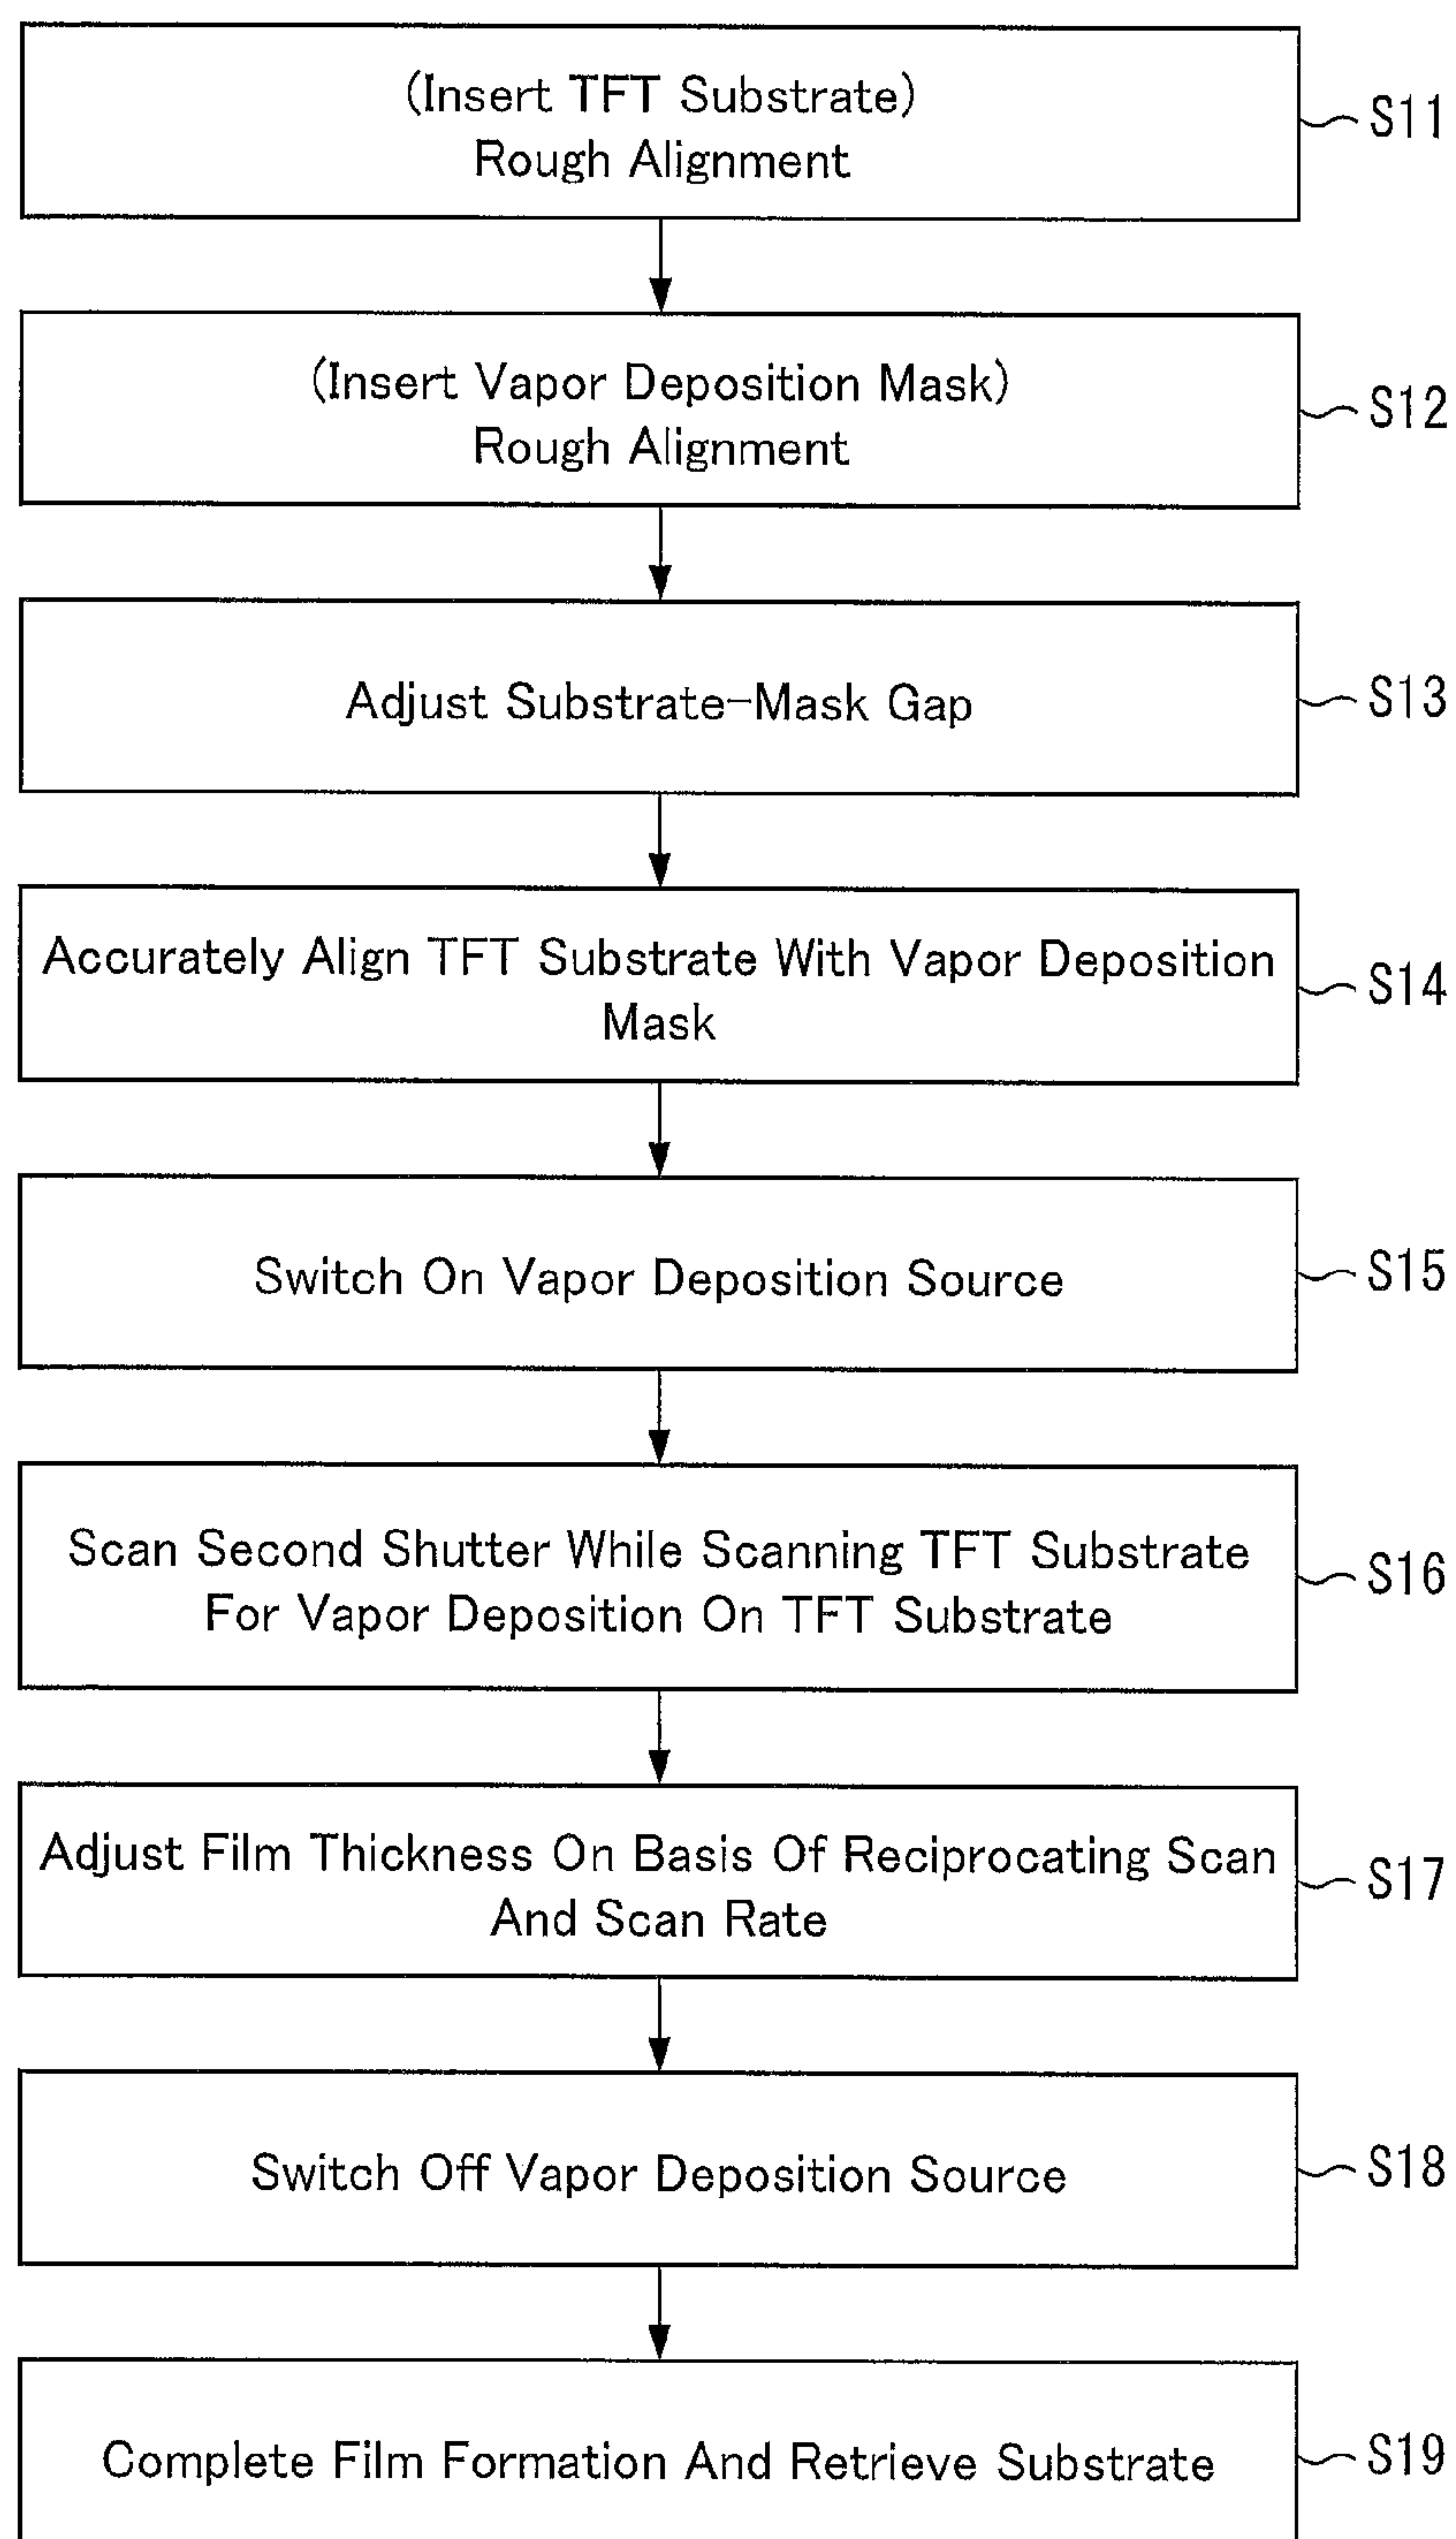 (Insert TFT Substrate)
Rough Alignment
S11
(Insert Vapor Deposition Mask)
Rough Alignment
S12
Adjust Substrate-Mask Gap
S13
Accurately Align TFT Substrate With Vapor Deposition
Mask
S14
Switch On Vapor Deposition Source
S15
Scan Second Shutter While Scanning TFT Substrate
For Vapor Deposition On TFT Substrate
S16
Adjust Film Thickness On Basis Of Reciprocating Scan
And Scan Rate
S17
Switch Off Vapor Deposition Source
S18
Complete Film Formation And Retrieve Substrate
S19